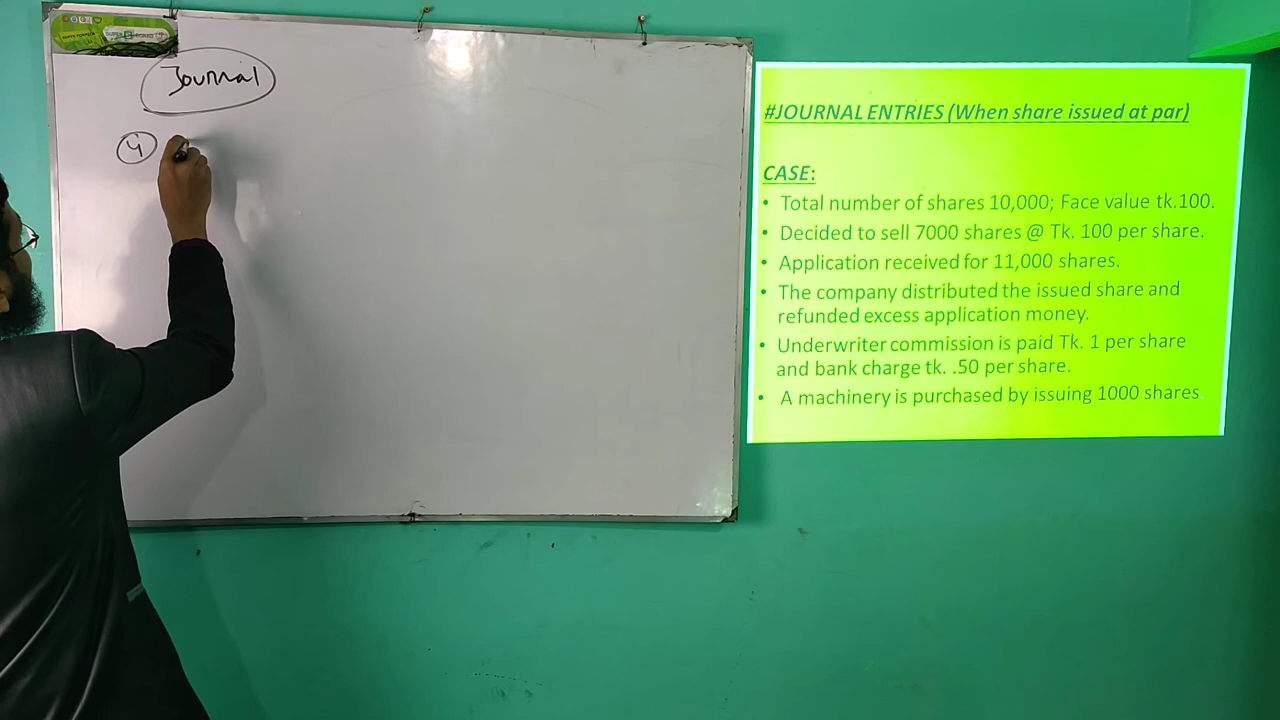 Journal
4
#JOURNAL ENTRIES (When share issued at par)
CASE:
• Total number of shares 10,000; Face value tk.100.
• Decided to sell 7000 shares @ Tk. 100 per share.
• Application received for 11,000 shares.
• The company distributed the issued share and
refunded excess application money.
• Underwriter commission is paid Tk. 1 per share
and bank charge tk. .50 per share.
• A machinery is purchased by issuing 1000 shares